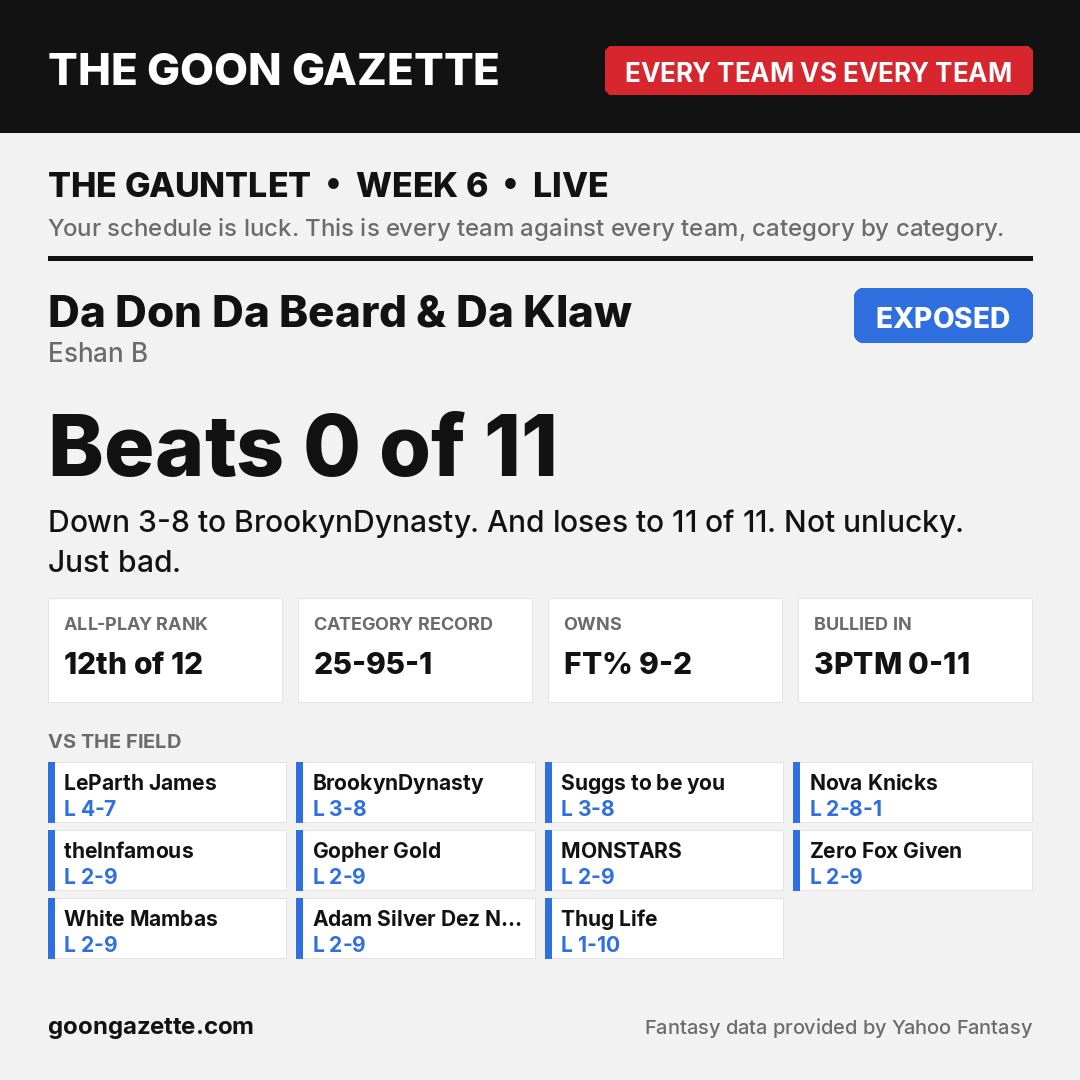 THE GOON GAZETTE
EVERY TEAM VS EVERY TEAM
THE GAUNTLET • WEEK 6 • LIVE
Your schedule is luck. This is every team against every team, category by category.
Da Don Da Beard & Da Klaw
EXPOSED
Eshan B
Beats 0 of 11
Down 3-8 to BrookynDynasty. And loses to 11 of 11. Not unlucky.
Just bad.
ALL-PLAY RANK
12th of 12
CATEGORY RECORD
25-95-1
OWNS
FT% 9-2
BULLIED IN
3PTM 0-11
VS THE FIELD
LeParth James
L 4-7
BrookynDynasty
L 3-8
Suggs to be you
L 3-8
Nova Knicks
L 2-8-1
theInfamous
L 2-9
Gopher Gold
L 2-9
MONSTARS
L 2-9
Zero Fox Given
L 2-9
White Mambas
L 2-9
Adam Silver Dez N...
L 2-9
Thug Life
L 1-10
goongazette.com
Fantasy data provided by Yahoo Fantasy